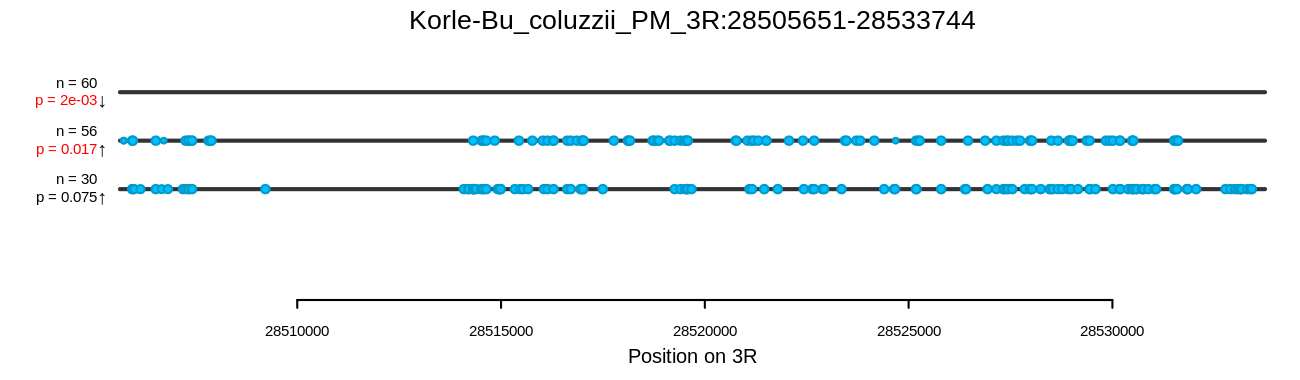 Korle-Bu_coluzzii_PM_3R:28505651-28533744
n = 60
p = 2e-03↓
n = 56
p = 0.017↑
n = 30
p = 0.075↑
28510000 28515000 28520000 28525000 28530000
Position on 3R